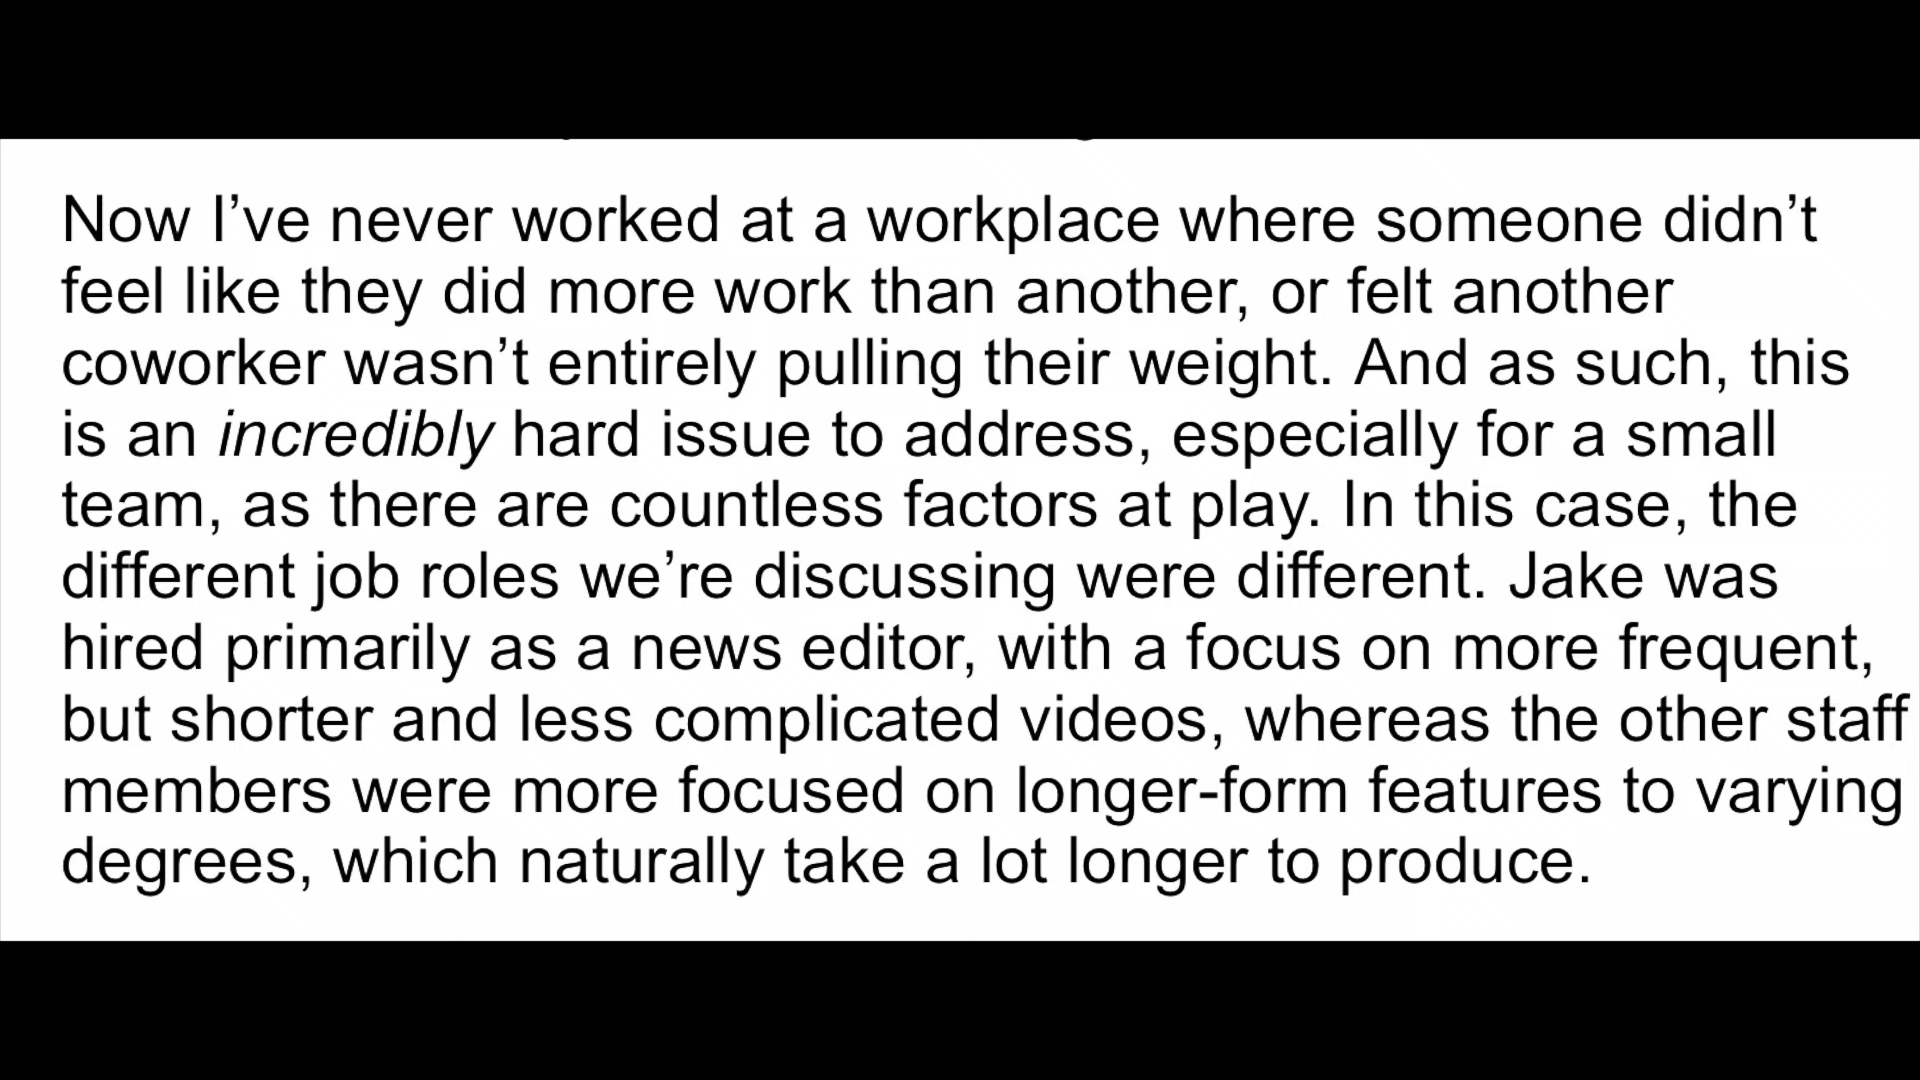 Now I’ve never worked at a workplace where someone didn’t
feel like they did more work than another, or felt another
coworker wasn’t entirely pulling their weight. And as such, this
is an incredibly hard issue to address, especially for a small
team, as there are countless factors at play. In this case, the
different job roles we’re discussing were different. Jake was
hired primarily as a news editor, with a focus on more frequent,
but shorter and less complicated videos, whereas the other staff
members were more focused on longer-form features to varying
degrees, which naturally take a lot longer to produce.